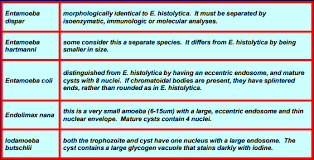 Entamoeba dispar
morphologically identical to E. histolytica. It must be separated by
isoenzymatic, immunologic or molecular analyses.
Entamoeba hartmanni
some consider this a separate species. It differs from E. histolytica by being
smaller in size.
Entamoeba coli
distinguished from E. histolytica by having an eccentric endosome, and mature
cysts with 8 nuclei. If chromatoidal bodies are present, they have splintered
ends, rather than rounded as in E. histolytica.
Endolimax nana
this is a very small amoeba (6-15um) with a large, eccentric endosome and thin
nuclear envelope. Mature cysts contain 4 nuclei.
Iodamoeba butschlii
both the trophozoite and cyst have one nucleus with a large endosome. The
cyst contains a large glycogen vacuole that stains darkly with iodine.